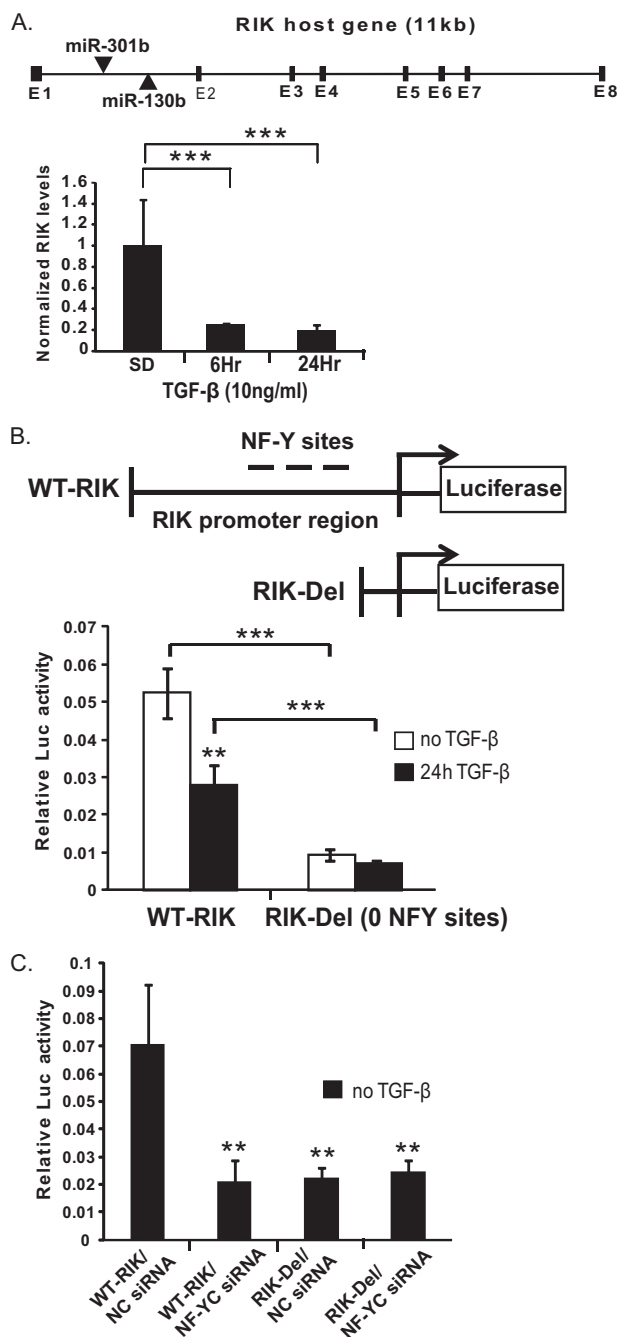 A.
RIK host gene (11kb)
miR-301b
E1 E2 E3 E4 E5 E6 E7 E8
miR-130b
***
***
Normalized RIK levels
1.6
1.4
1.2
1
0.8
0.6
0.4
0.2
0
SD 6Hr 24Hr
TGF-β (10ng/ml)
B.
NF-Y sites
WT-RIK
Luciferase
RIK promoter region
RIK-Del
Luciferase
Relative Luc activity
0.07
0.06
0.05
0.04
0.03
0.02
0.01
0
***
***
**
no TGF-β
24h TGF-β
WT-RIK RIK-Del (0 NFY sites)
C.
Relative Luc activity
0.1
0.09
0.08
0.07
0.06
0.05
0.04
0.03
0.02
0.01
0
no TGF-β
** ** **
WT-RIK/
NC siRNA
WT-RIK/
NF-YC siRNA
RIK-Del/
NC siRNA
RIK-Del/
NF-YC siRNA